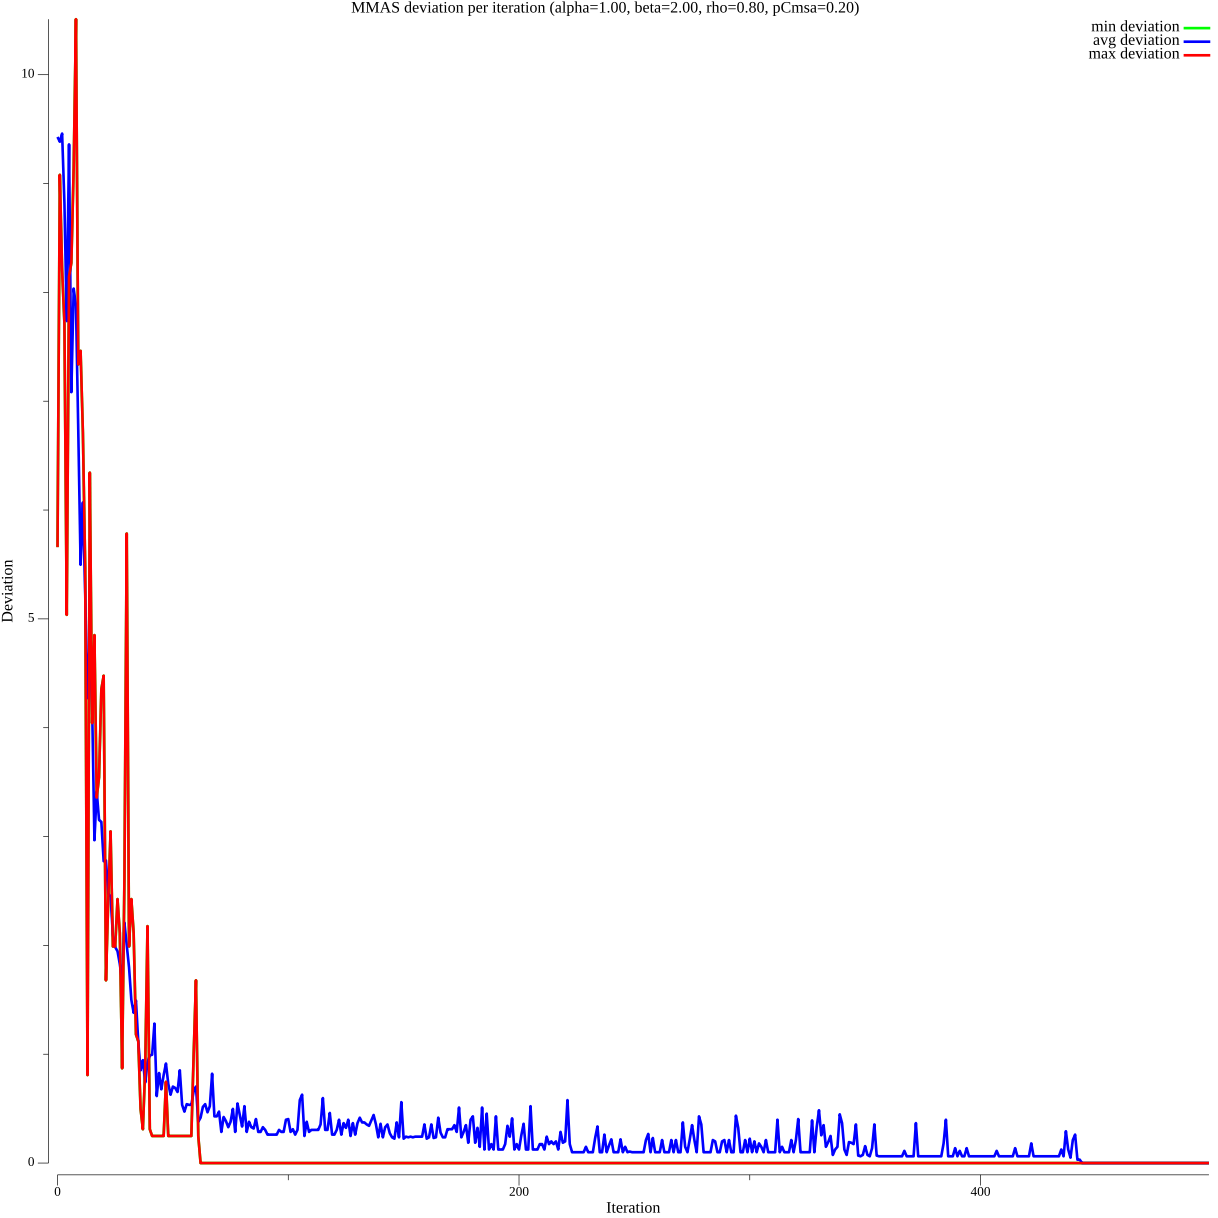 MMAS deviation per iteration (alpha=1.00, beta=2.00, rho=0.80, pCmsa=0.20)
min deviation
avg deviation
max deviation
10
5
0
Deviation
0
200
400
Iteration